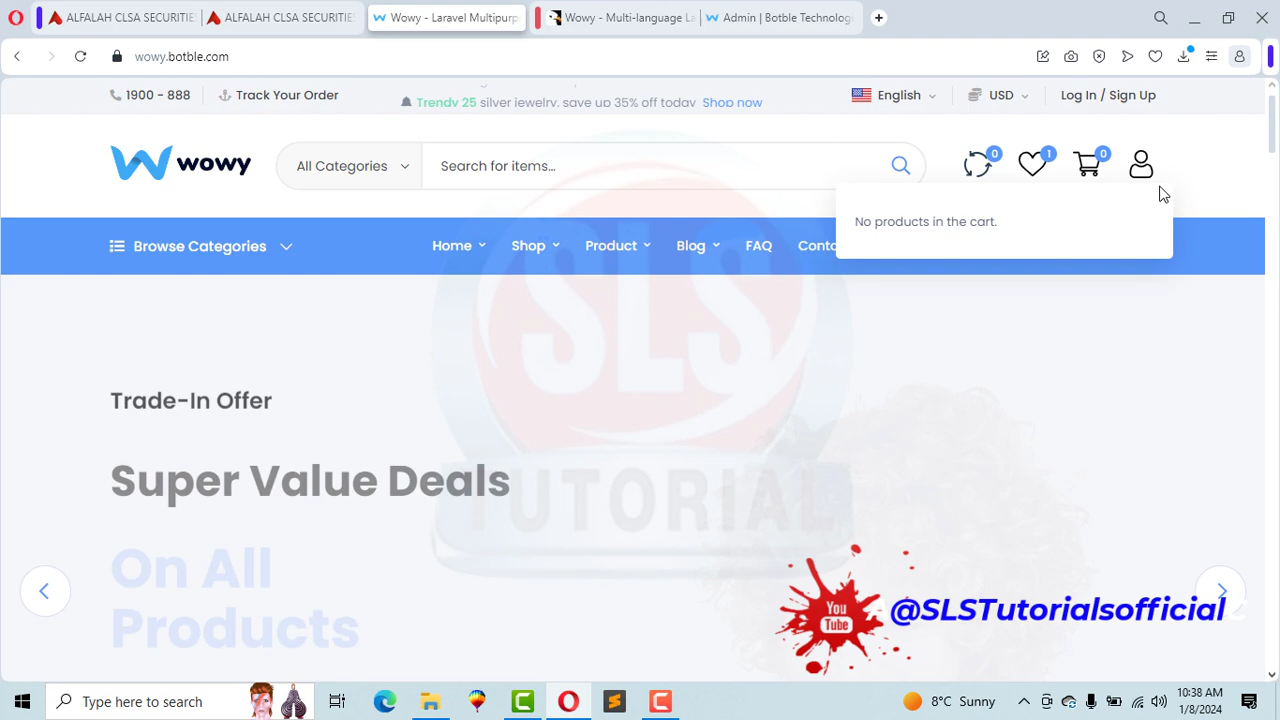 ALFALAH CLSA SECURITIE
ALFALAH CLSA SECURITIE
Wowy - Laravel Multipurp
Wowy - Multi-language La
Admin | Botble Technolog
wowy.botble.com
1900 - 888
Track Your Order
Trendy 25 silver jewelry, save up 35% off today Shop now
English
USD
Log In / Sign Up
wowy
All Categories
Search for items...
0
1
0
No products in the cart.
Browse Categories
Home
Shop
Product
Blog
FAQ
Conta
SLS
TUTORIAL
Trade-In Offer
Super Value Deals
On All
Products
You
Tube
@SLSTutorialsofficial
Type here to search
8°C Sunny
10:38 AM
1/8/2024